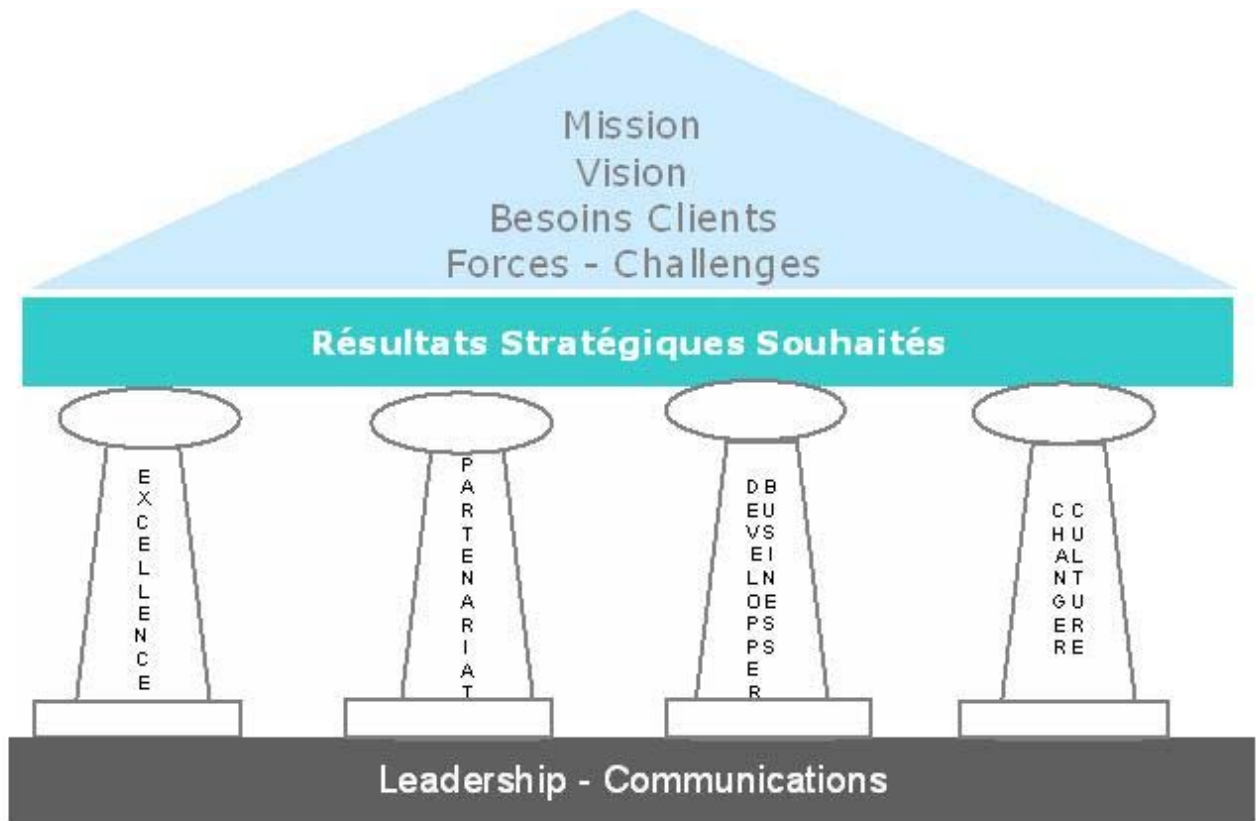 Mission
Vision
Besoins Clients
Forces - Challenges
Résultats Stratégiques Souhaités
EXCELLENCE
PARTENARIAT
DEVELOPPER
BUSINESS
CHANGER
CULTURE
Leadership - Communications